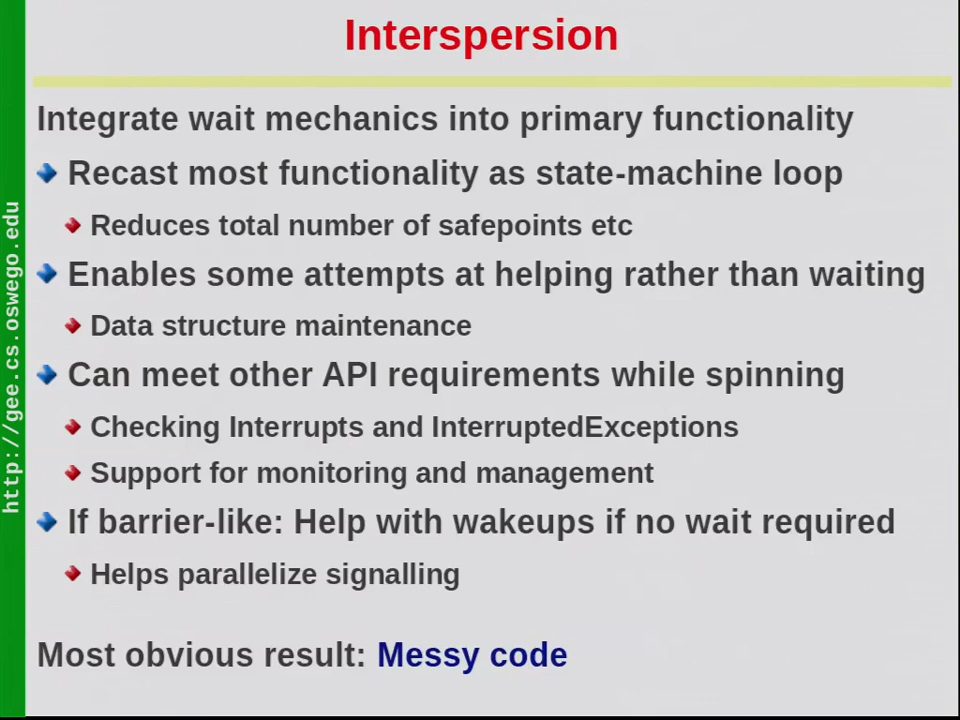 Interspersion
Integrate wait mechanics into primary functionality
Recast most functionality as state-machine loop
Reduces total number of safepoints etc
Enables some attempts at helping rather than waiting
Data structure maintenance
Can meet other API requirements while spinning
Checking Interrupts and InterruptedExceptions
Support for monitoring and management
If barrier-like: Help with wakeups if no wait required
Helps parallelize signalling
Most obvious result: Messy code
http://gee.cs.oswego.edu